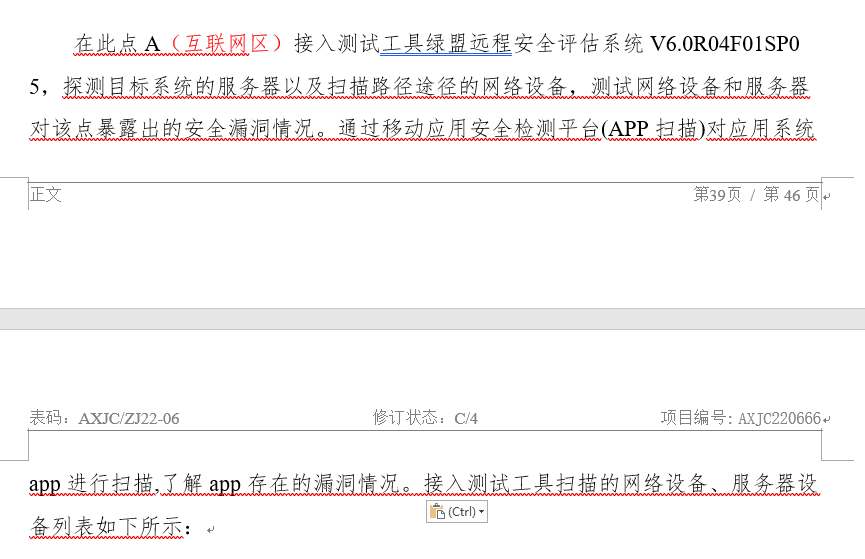 在此点 A（互联网区）接入测试工具绿盟远程安全评估系统 V6.0R04F01SP0
5，探测目标系统的服务器以及扫描路径途径的网络设备，测试网络设备和服务器
对该点暴露出的安全漏洞情况。通过移动应用安全检测平台(APP 扫描)对应用系统
正文 第39页 / 第 46 页
表码：AXJC/ZJ22-06 修订状态：C/4 项目编号: AXJC220666
app 进行扫描,了解 app 存在的漏洞情况。接入测试工具扫描的网络设备、服务器设
(Ctrl)
备列表如下所示：